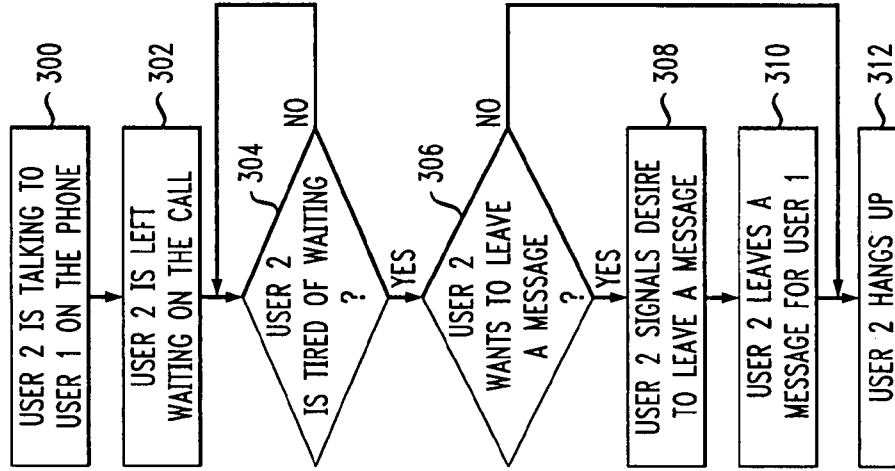 USER 2 IS TALKING TO
USER 1 ON THE PHONE
300
USER 2 IS LEFT
WAITING ON THE CALL
302
USER 2
IS TIRED OF WAITING
?
304
NO
YES
USER 2
WANTS TO LEAVE
A MESSAGE
?
306
NO
YES
USER 2 SIGNALS DESIRE
TO LEAVE A MESSAGE
308
USER 2 LEAVES A
MESSAGE FOR USER 1
310
USER 2 HANGS UP
312